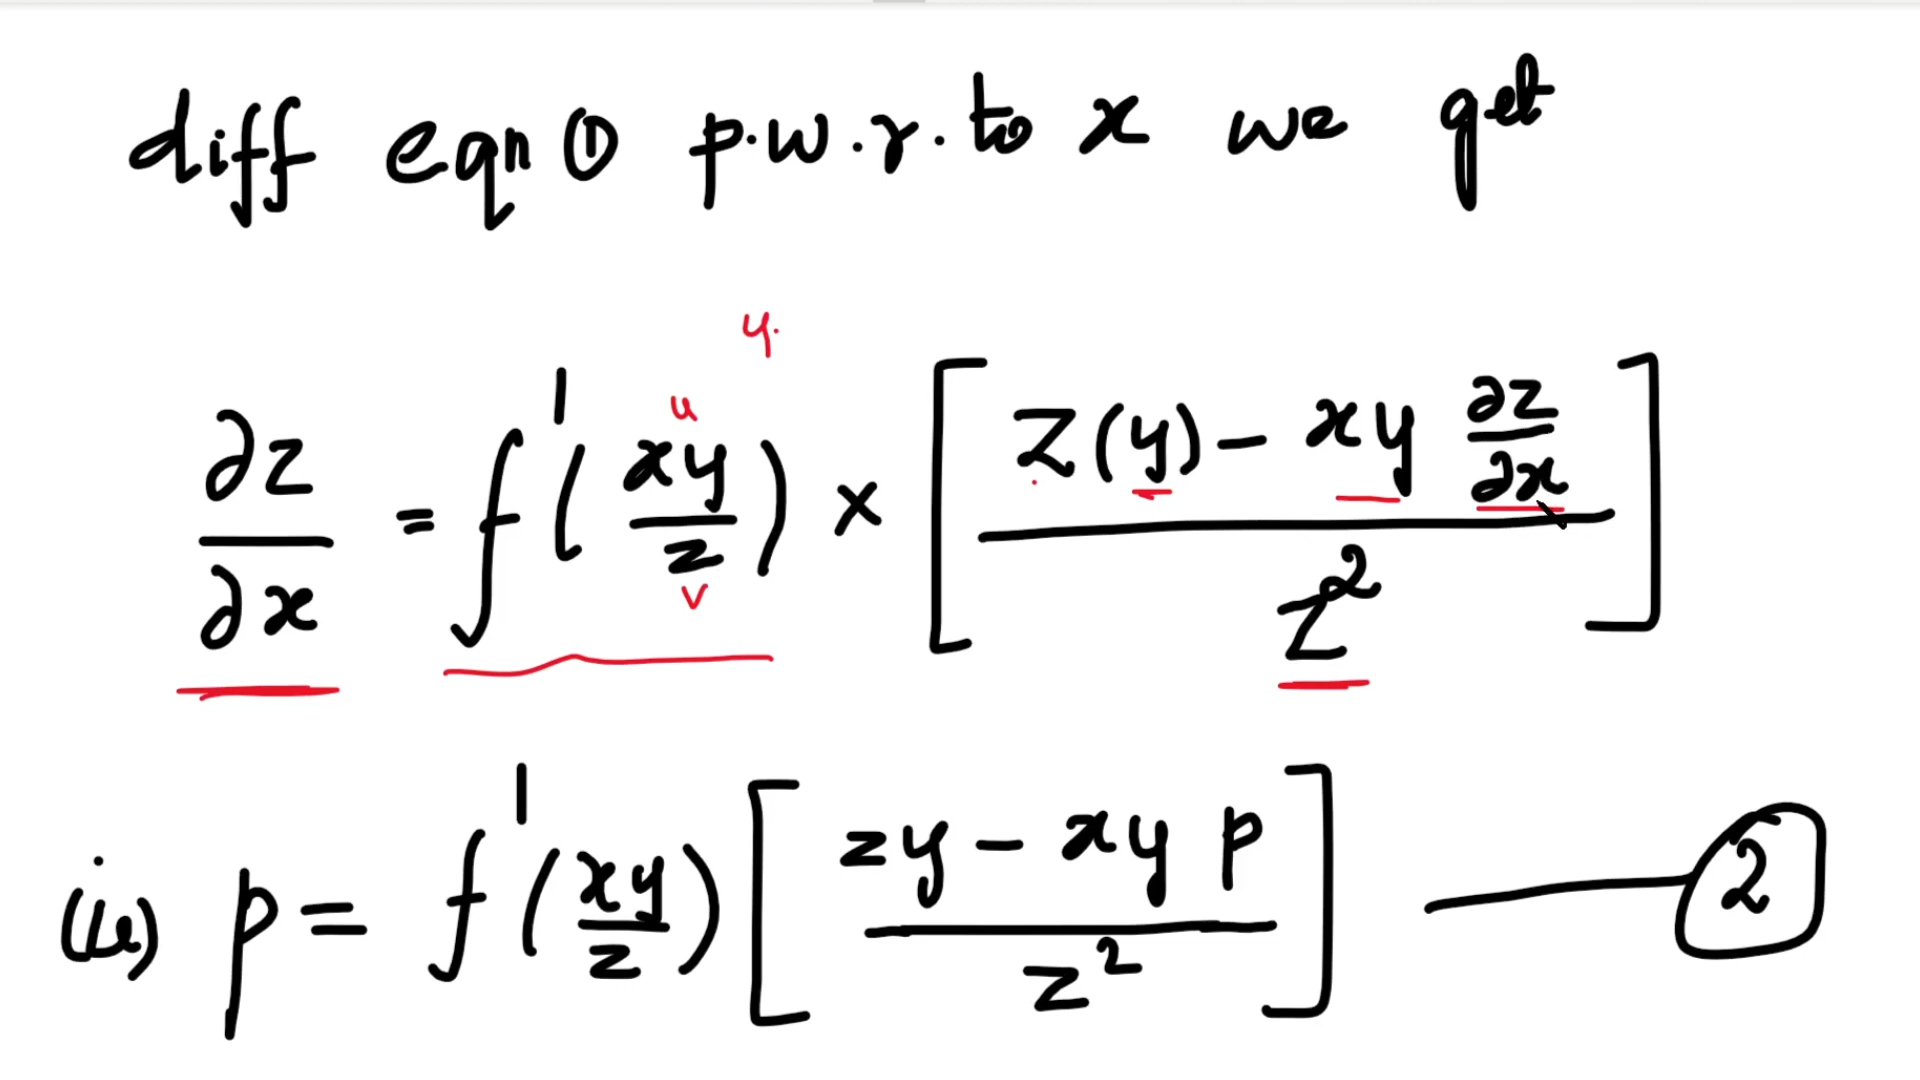 diff eqn ① p.w.r.to x we get
∂z/∂x = f'(xy/z) × [ (z(y) - xy ∂z/∂x) / z² ]
u
v
y.
(ie) p = f'(xy/z) [ (zy - xy p) / z² ] —— ②